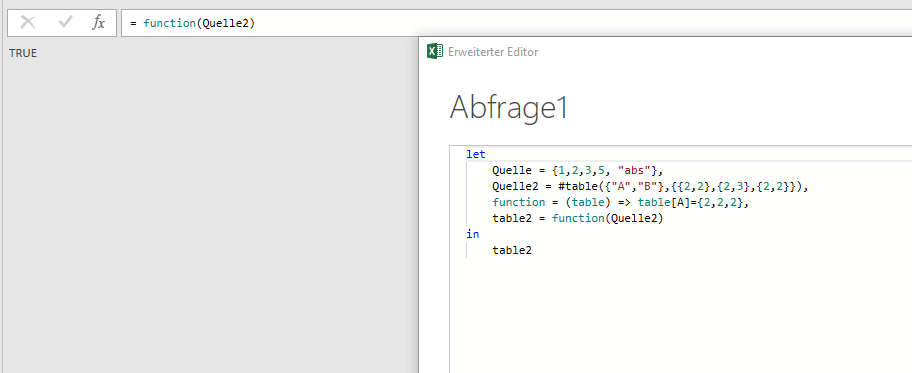 fx = function(Quelle2)
TRUE
Erweiterter Editor
Abfrage1
let
Quelle = {1,2,3,5, "abs"},
Quelle2 = #table({"A","B"},{{2,2},{2,3},{2,2}}),
function = (table) => table[A]={2,2,2},
table2 = function(Quelle2)
in
table2